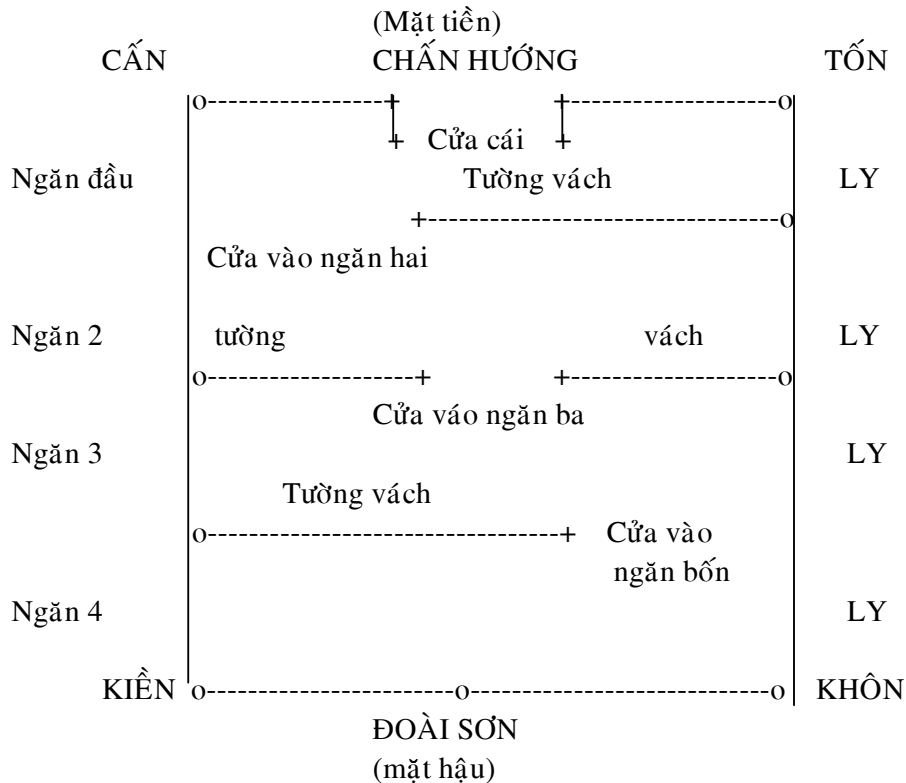 (Mặt tiền)
CẤN CHẤN HƯỚNG TỐN
o---------------+ +---------------o
+ Cửa cái +
Ngăn đầu Tường vách LY
+------------------------o
Cửa vào ngăn hai
Ngăn 2 tường vách LY
o---------------+ +---------------o
Cửa váo ngăn ba
Ngăn 3 LY
Tường vách
o------------------------+ Cửa vào
ngăn bốn
Ngăn 4 LY
KIỀN o-----------------o---------------------o KHÔN
ĐOÀI SƠN
(mặt hậu)